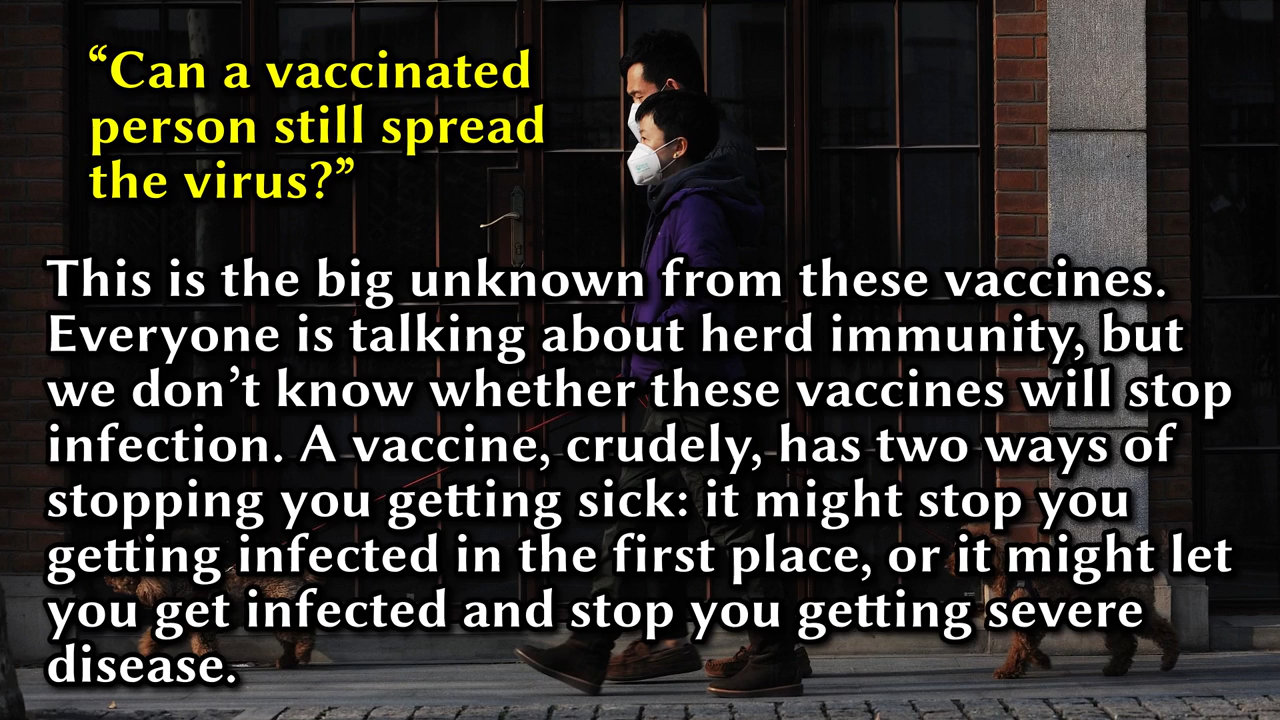 “Can a vaccinated
person still spread
the virus?”
This is the big unknown from these vaccines.
Everyone is talking about herd immunity, but
we don’t know whether these vaccines will stop
infection. A vaccine, crudely, has two ways of
stopping you getting sick: it might stop you
getting infected in the first place, or it might let
you get infected and stop you getting severe
disease.